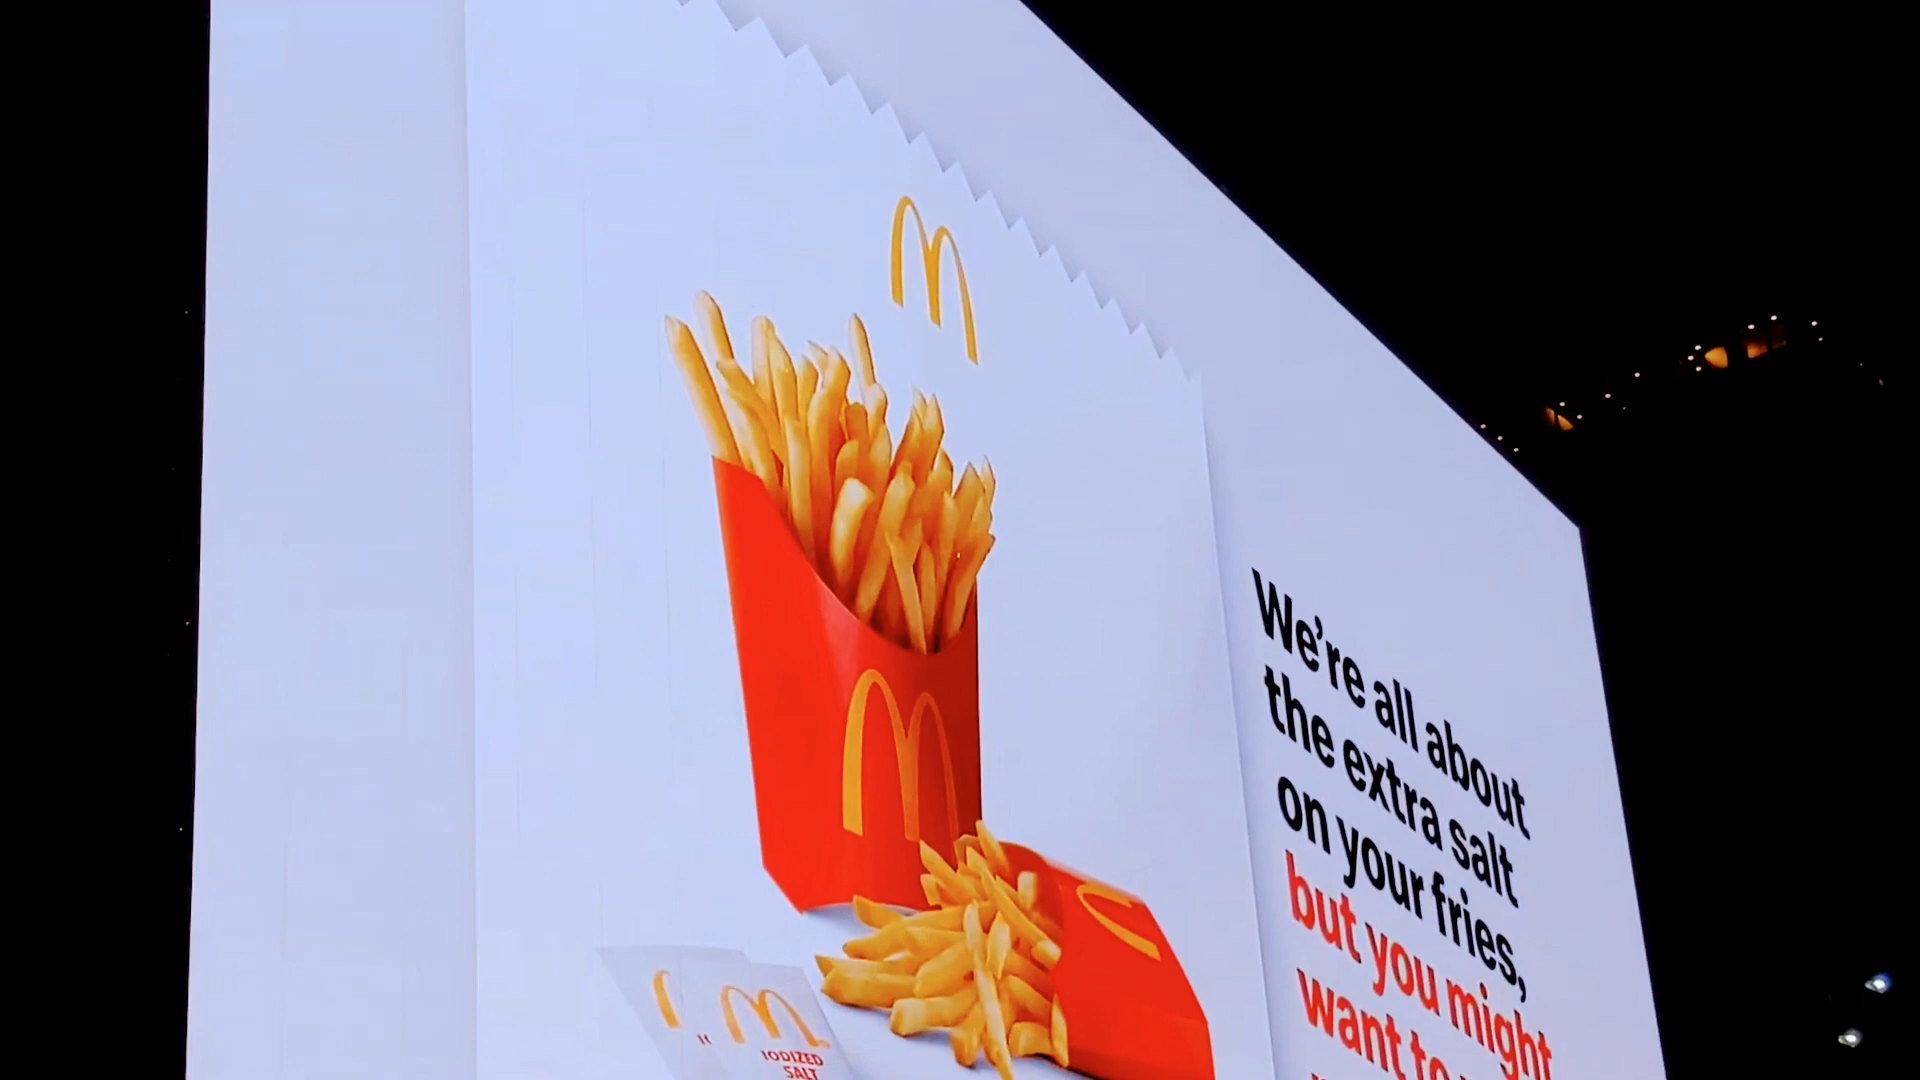 We're all about
the extra salt
on your fries,
but you might
want to
IODIZED
SALT